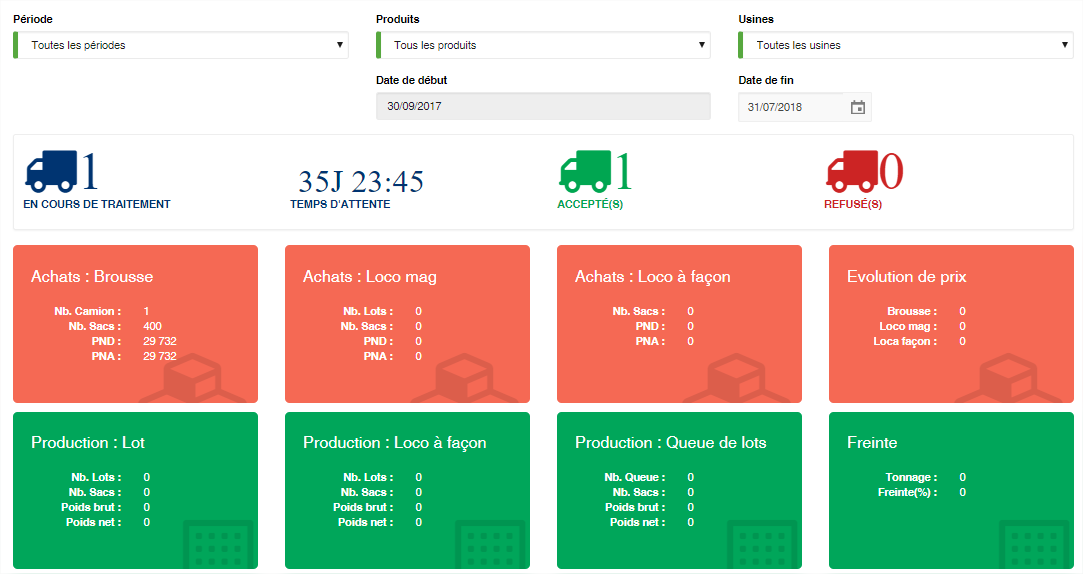 Période
Produits
Usines
Toutes les périodes
Tous les produits
Toutes les usines
Date de début
Date de fin
30/09/2017
31/07/2018
1
EN COURS DE TRAITEMENT
35J 23:45
TEMPS D'ATTENTE
1
ACCEPTÉ(S)
0
REFUSÉ(S)
Achats : Brousse
Nb. Camion : 1
Nb. Sacs : 400
PND : 29 732
PNA : 29 732
Achats : Loco mag
Nb. Lots : 0
Nb. Sacs : 0
PND : 0
PNA : 0
Achats : Loco à façon
Nb. Sacs : 0
PND : 0
PNA : 0
Evolution de prix
Brousse : 0
Loco mag : 0
Loca façon : 0
Production : Lot
Nb. Lots : 0
Nb. Sacs : 0
Poids brut : 0
Poids net : 0
Production : Loco à façon
Nb. Lots : 0
Nb. Sacs : 0
Poids brut : 0
Poids net : 0
Production : Queue de lots
Nb. Queue : 0
Nb. Sacs : 0
Poids brut : 0
Poids net : 0
Freinte
Tonnage : 0
Freinte(%) : 0